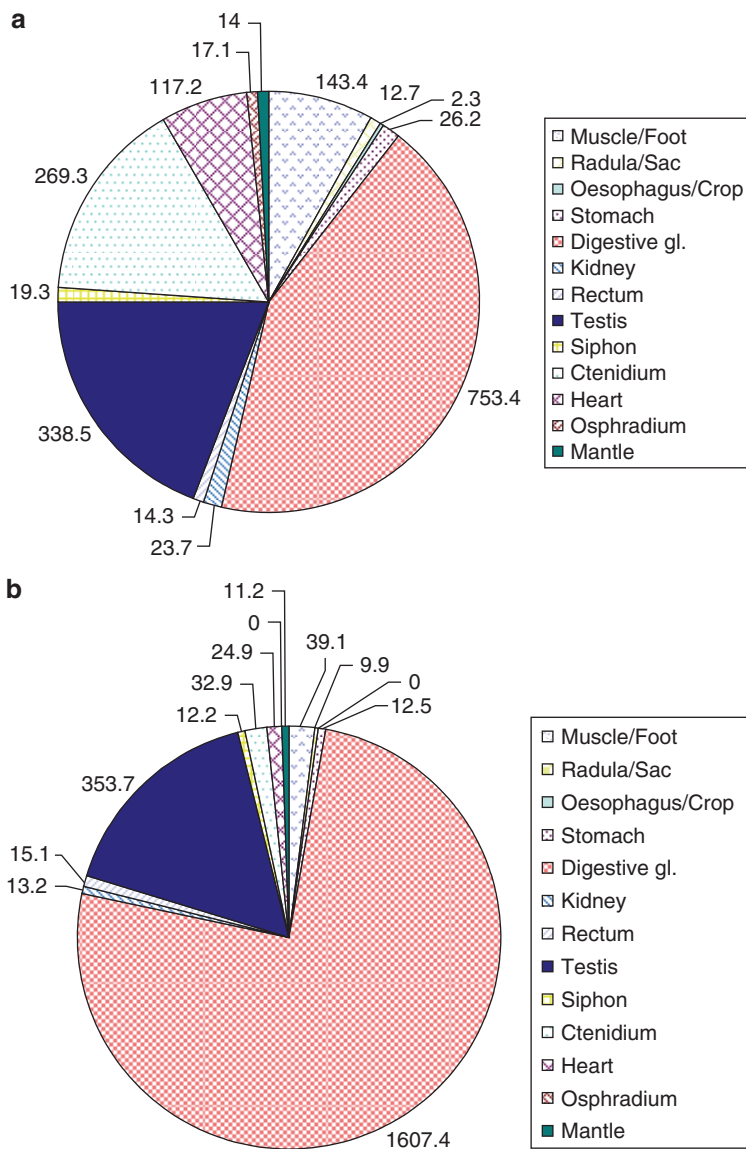 a
14
17.1
117.2
143.4
12.7
2.3
26.2
269.3
19.3
753.4
338.5
14.3
23.7
Muscle/Foot
Radula/Sac
Oesophagus/Crop
Stomach
Digestive gl.
Kidney
Rectum
Testis
Siphon
Ctenidium
Heart
Osphradium
Mantle
b
11.2
0
24.9
39.1
32.9
9.9
0
12.2
12.5
353.7
15.1
13.2
1607.4
Muscle/Foot
Radula/Sac
Oesophagus/Crop
Stomach
Digestive gl.
Kidney
Rectum
Testis
Siphon
Ctenidium
Heart
Osphradium
Mantle